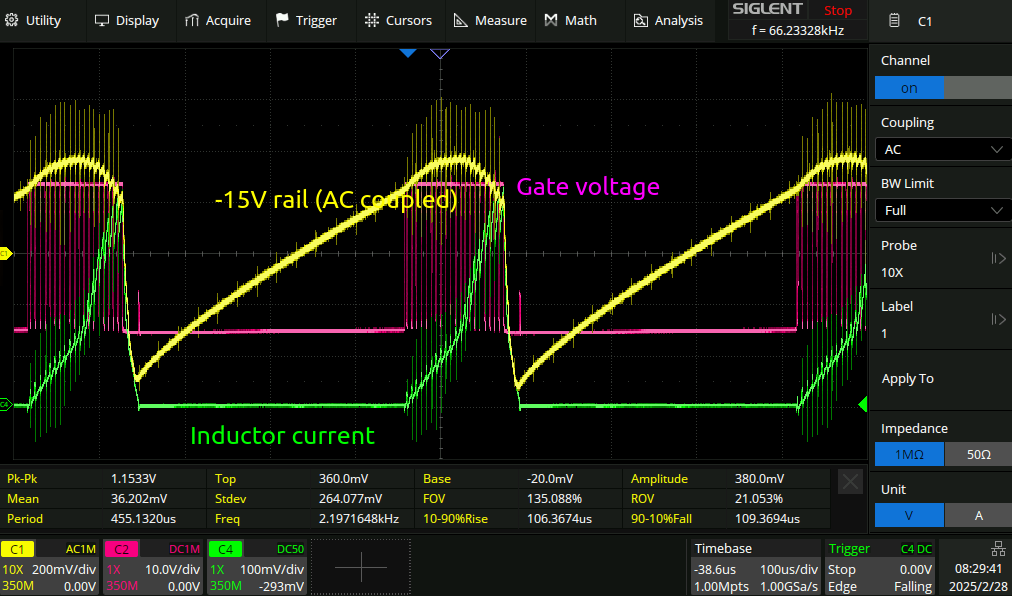 Utility Display Acquire Trigger Cursors Measure Math Analysis SIGLENT Stop
f = 66.23328kHz
C1
Channel
on
Coupling
AC
BW Limit
Full
Probe
10X
Label
1
Apply To
Impedance
1MΩ 50Ω
Unit
V A
-15V rail (AC coupled)
Gate voltage
Inductor current
C1
C4
Pk-Pk 1.1533V Top 360.0mV Base -20.0mV Amplitude 380.0mV
Mean 36.202mV Stdev 264.077mV FOV 135.088% ROV 21.053%
Period 455.1320us Freq 2.1971648kHz 10-90%Rise 106.3674us 90-10%Fall 109.3694us
C1 AC1M C2 DC1M C4 DC50 Timebase Trigger C4 DC
10X 200mV/div 1X 10.0V/div 1X 100mV/div -38.6us 100us/div Stop 0.00V 08:29:41
350M 0.00V 350M 0.00V 350M -293mV 1.00Mpts 1.00GSa/s Edge Falling 2025/2/28